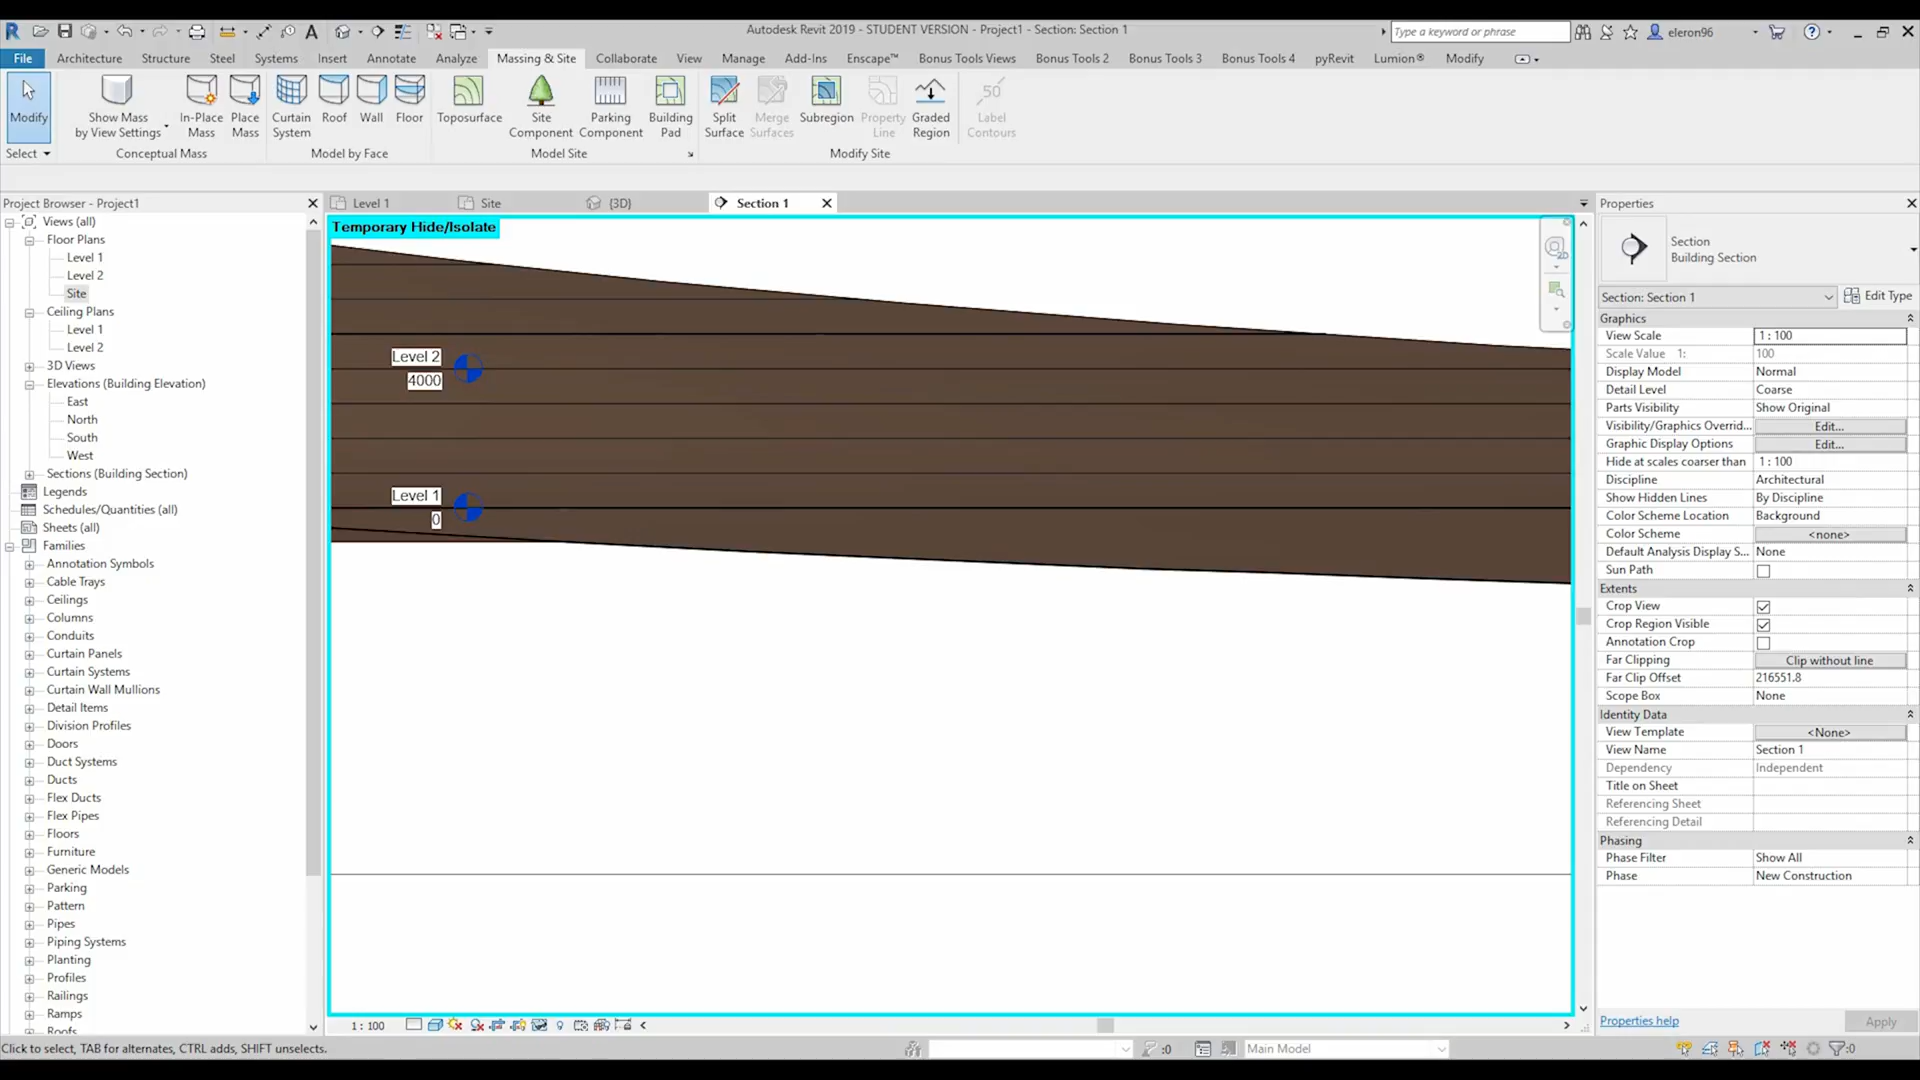 Autodesk Revit 2019 - STUDENT VERSION - Project1 - Section: Section 1
Type a keyword or phrase
eleron96
File
Architecture
Structure
Steel
Systems
Insert
Annotate
Analyze
Massing & Site
Collaborate
View
Manage
Add-Ins
Enscape™
Bonus Tools Views
Bonus Tools 2
Bonus Tools 3
Bonus Tools 4
pyRevit
Lumion®
Modify
Modify
Show Mass
by View Settings
In-Place
Mass
Place
Mass
Curtain
System
Roof
Wall
Floor
Toposurface
Site
Component
Parking
Component
Building
Pad
Split
Surface
Merge
Surfaces
Subregion
Property
Line
Graded
Region
50
Label
Contours
Select
Conceptual Mass
Model by Face
Model Site
Modify Site
Project Browser - Project1
Views (all)
Floor Plans
Level 1
Level 2
Site
Ceiling Plans
Level 1
Level 2
3D Views
Elevations (Building Elevation)
East
North
South
West
Sections (Building Section)
Legends
Schedules/Quantities (all)
Sheets (all)
Families
Annotation Symbols
Cable Trays
Ceilings
Columns
Conduits
Curtain Panels
Curtain Systems
Curtain Wall Mullions
Detail Items
Division Profiles
Doors
Duct Systems
Ducts
Flex Ducts
Flex Pipes
Floors
Furniture
Generic Models
Parking
Pattern
Pipes
Piping Systems
Planting
Profiles
Railings
Ramps
Roofs
Level 1
Site
{3D}
Section 1
Temporary Hide/Isolate
2D
Level 2
4000
Level 1
0
1 : 100
Properties
Section
Building Section
Section: Section 1
Edit Type
Graphics
View Scale 1 : 100
Scale Value 1: 100
Display Model Normal
Detail Level Coarse
Parts Visibility Show Original
Visibility/Graphics Overrid... Edit...
Graphic Display Options Edit...
Hide at scales coarser than 1 : 100
Discipline Architectural
Show Hidden Lines By Discipline
Color Scheme Location Background
Color Scheme <none>
Default Analysis Display S... None
Sun Path
Extents
Crop View
Crop Region Visible
Annotation Crop
Far Clipping Clip without line
Far Clip Offset 216551.8
Scope Box None
Identity Data
View Template <None>
View Name Section 1
Dependency Independent
Title on Sheet
Referencing Sheet
Referencing Detail
Phasing
Phase Filter Show All
Phase New Construction
Properties help
Apply
Click to select, TAB for alternates, CTRL adds, SHIFT unselects.
:0
Main Model
:0